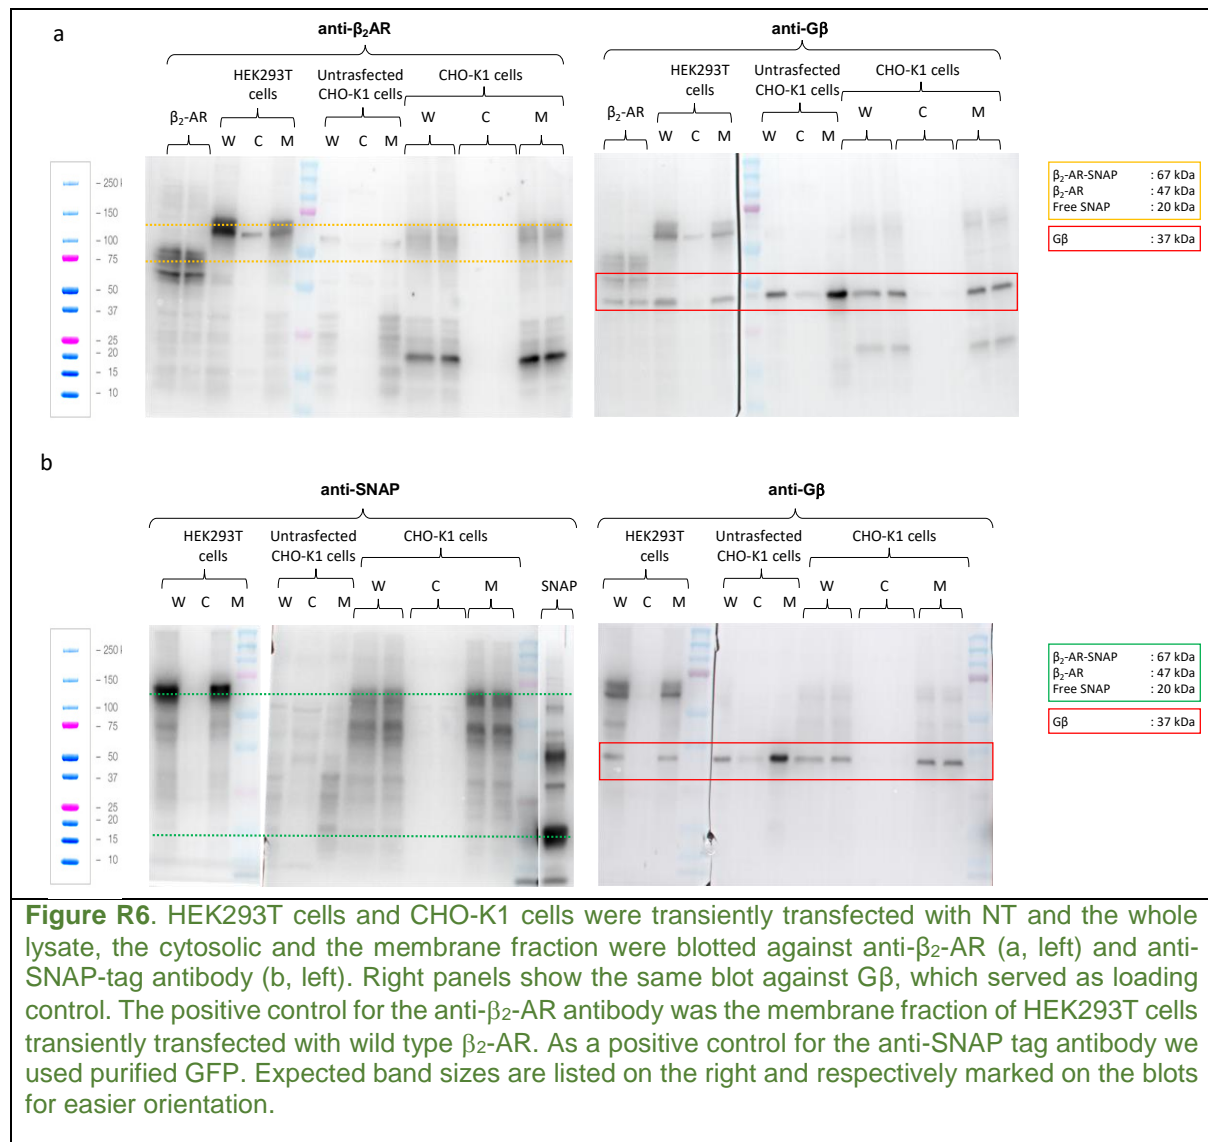 a
anti-β₂AR
anti-Gβ
HEK293T cells
Untrasfected CHO-K1 cells
CHO-K1 cells
β₂-AR
W C M
W C M
W
C
M
HEK293T cells
Untrasfected CHO-K1 cells
CHO-K1 cells
β₂-AR
W C M
W C M
W
C
M
250
150
100
75
50
37
25
20
15
10
β₂-AR-SNAP : 67 kDa
β₂-AR : 47 kDa
Free SNAP : 20 kDa
Gβ : 37 kDa
b
anti-SNAP
anti-Gβ
HEK293T cells
Untrasfected CHO-K1 cells
CHO-K1 cells
W C M
W C M
W
C
M
SNAP
HEK293T cells
Untrasfected CHO-K1 cells
CHO-K1 cells
W C M
W C M
W
C
M
250
150
100
75
50
37
25
20
15
10
β₂-AR-SNAP : 67 kDa
β₂-AR : 47 kDa
Free SNAP : 20 kDa
Gβ : 37 kDa
Figure R6. HEK293T cells and CHO-K1 cells were transiently transfected with NT and the whole
lysate, the cytosolic and the membrane fraction were blotted against anti-β₂-AR (a, left) and anti-
SNAP-tag antibody (b, left). Right panels show the same blot against Gβ, which served as loading
control. The positive control for the anti-β₂-AR antibody was the membrane fraction of HEK293T cells
transiently transfected with wild type β₂-AR. As a positive control for the anti-SNAP tag antibody we
used purified GFP. Expected band sizes are listed on the right and respectively marked on the blots
for easier orientation.